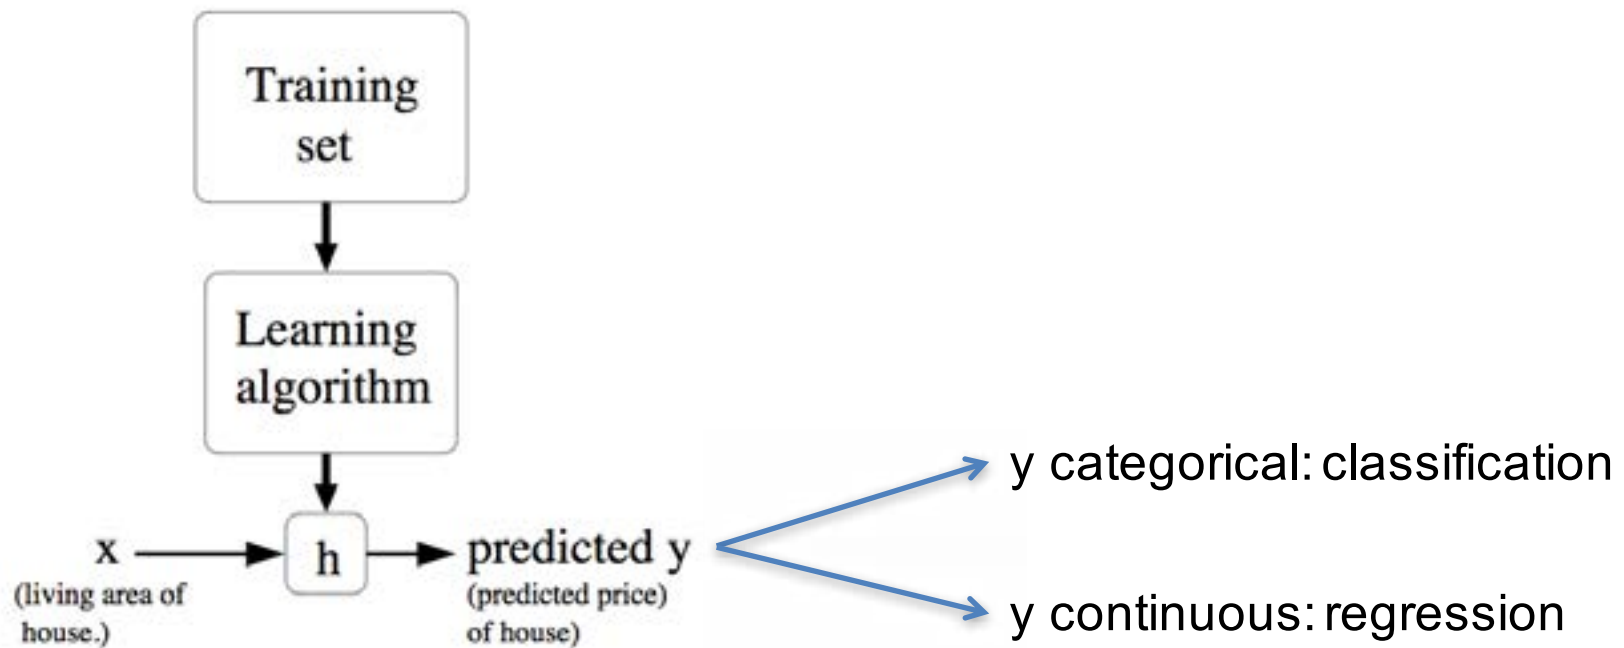 Training
set
Learning
algorithm
x
(living area of
house.)
h
predicted y
(predicted price)
of house)
y categorical: classification
y continuous: regression